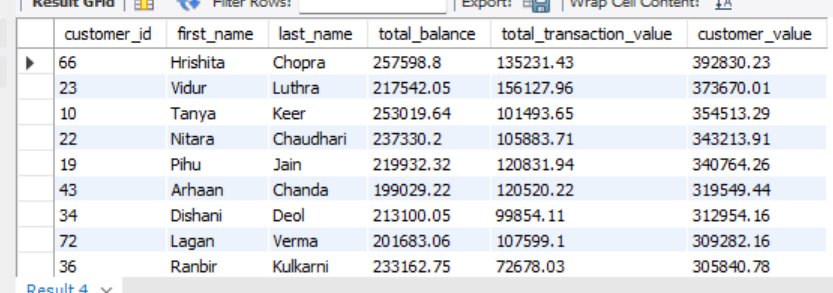 Result Grid | Filter Rows: | Export: | Wrap Cell Content: IA
customer_id first_name last_name total_balance total_transaction_value customer_value
66 Hrishita Chopra 257598.8 135231.43 392830.23
23 Vidur Luthra 217542.05 156127.96 373670.01
10 Tanya Keer 253019.64 101493.65 354513.29
22 Nitara Chaudhari 237330.2 105883.71 343213.91
19 Pihu Jain 219932.32 120831.94 340764.26
43 Arhaan Chanda 199029.22 120520.22 319549.44
34 Dishani Deol 213100.05 99854.11 312954.16
72 Lagan Verma 201683.06 107599.1 309282.16
36 Ranbir Kulkarni 233162.75 72678.03 305840.78
Result 4 ×